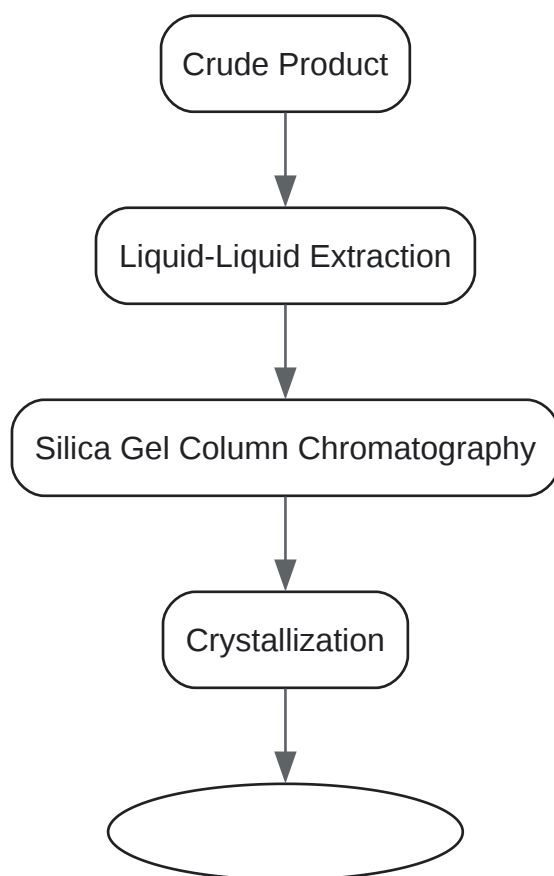 Crude Product
Liquid-Liquid Extraction
Silica Gel Column Chromatography
Crystallization